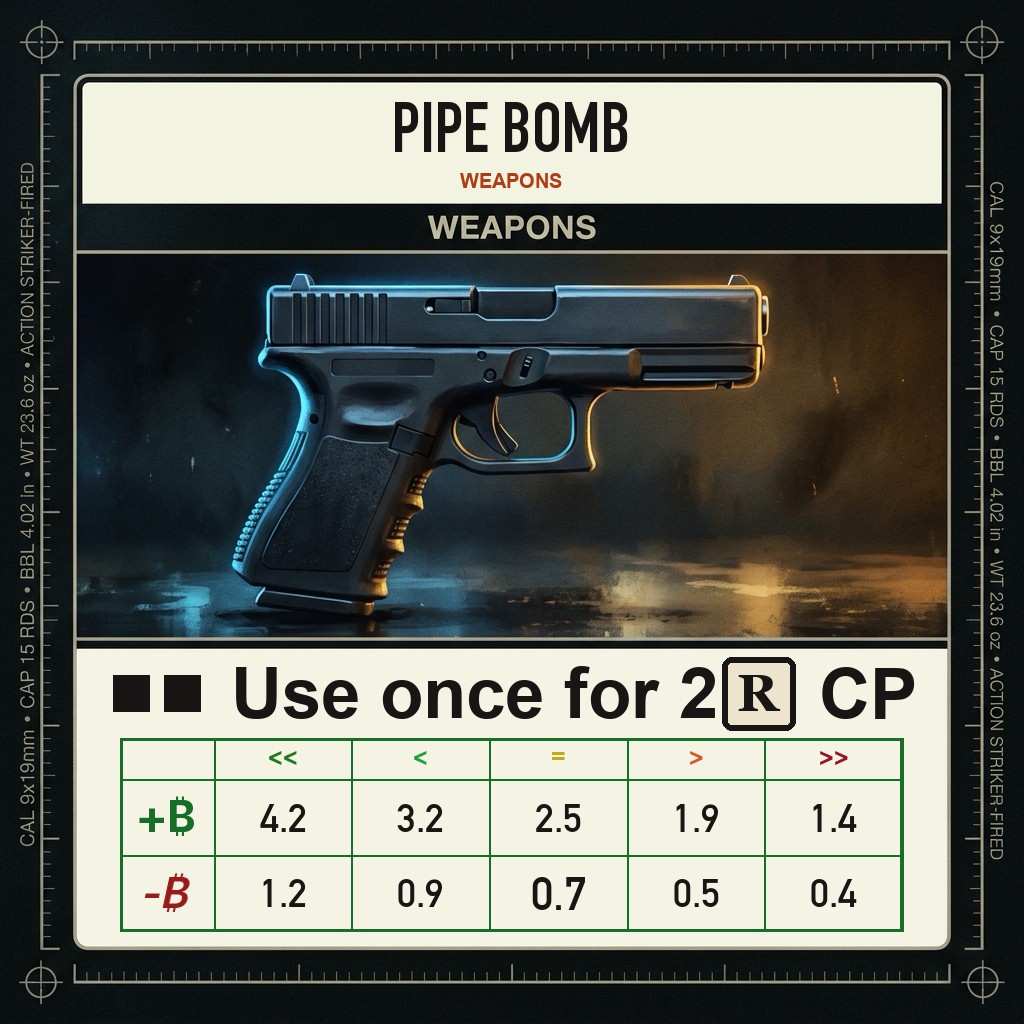 PIPE BOMB
WEAPONS
WEAPONS
CAL 9x19mm • CAP 15 RDS • BBL 4.02 in • WT 23.6 oz • ACTION STRIKER-FIRED
CAL 9x19mm • CAP 15 RDS • BBL 4.02 in • WT 23.6 oz • ACTION STRIKER-FIRED
■■ Use once for 2 R CP
<< < = > >>
+₿ 4.2 3.2 2.5 1.9 1.4
-₿ 1.2 0.9 0.7 0.5 0.4